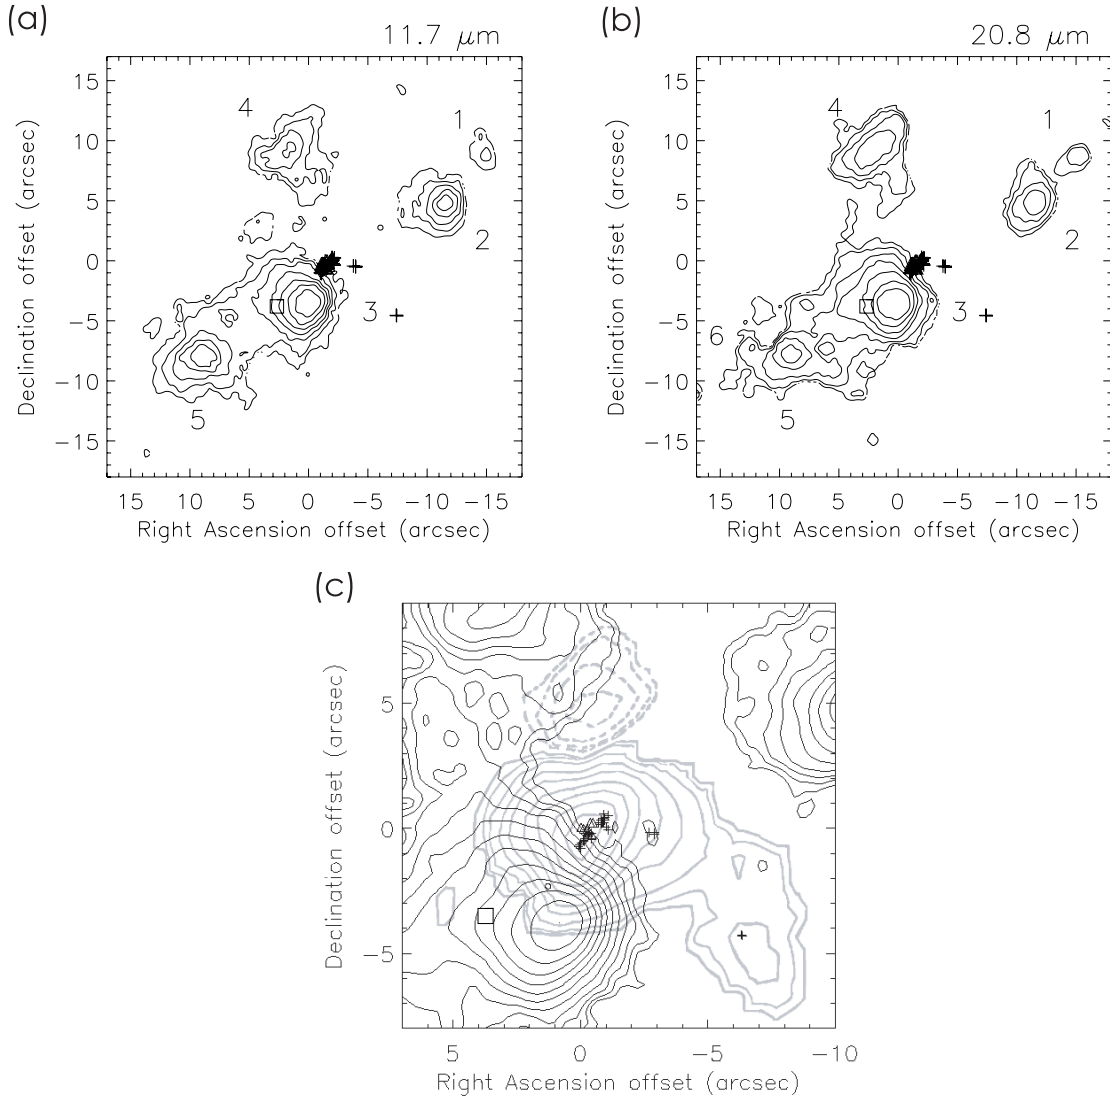 (a)
11.7 μm
4
1
2
3
5
15
10
5
0
−5
−10
−15
15 10 5 0 −5 −10 −15
Declination offset (arcsec)
Right Ascension offset (arcsec)
(b)
20.8 μm
4
1
2
3
6
5
15
10
5
0
−5
−10
−15
15 10 5 0 −5 −10 −15
Declination offset (arcsec)
Right Ascension offset (arcsec)
(c)
5
0
−5
5 0 −5 −10
Declination offset (arcsec)
Right Ascension offset (arcsec)